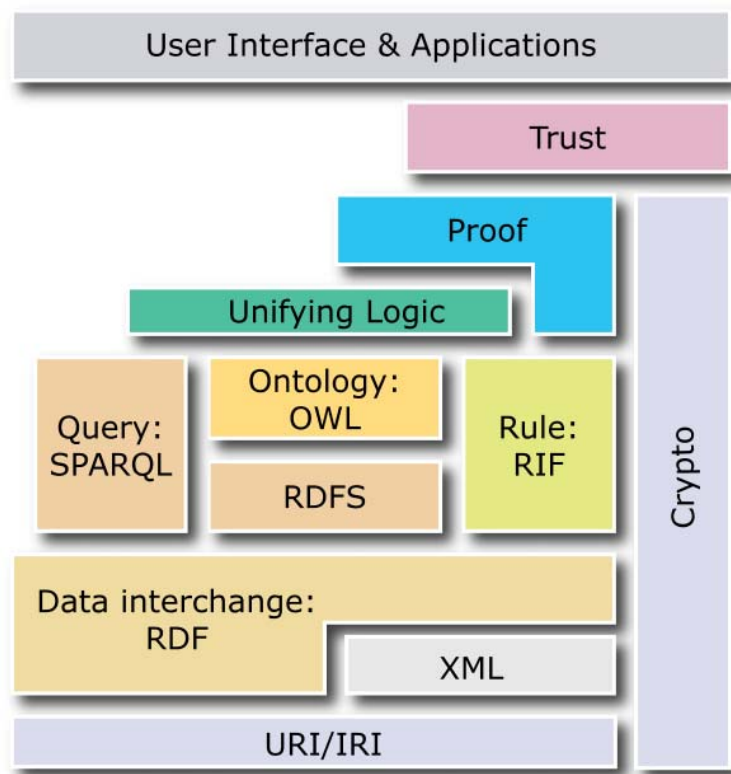 User Interface & Applications
Trust
Proof
Unifying Logic
Query:
SPARQL
Ontology:
OWL
RDFS
Rule:
RIF
Crypto
Data interchange:
RDF
XML
URI/IRI